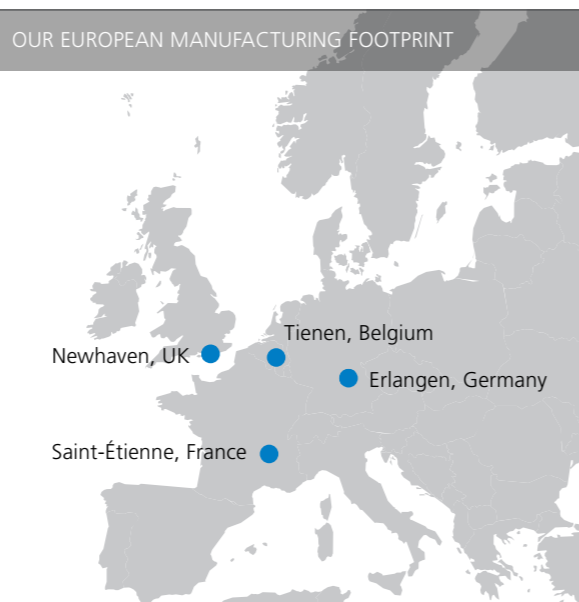 OUR EUROPEAN MANUFACTURING FOOTPRINT
Tienen, Belgium
Newhaven, UK
Erlangen, Germany
Saint-Étienne, France